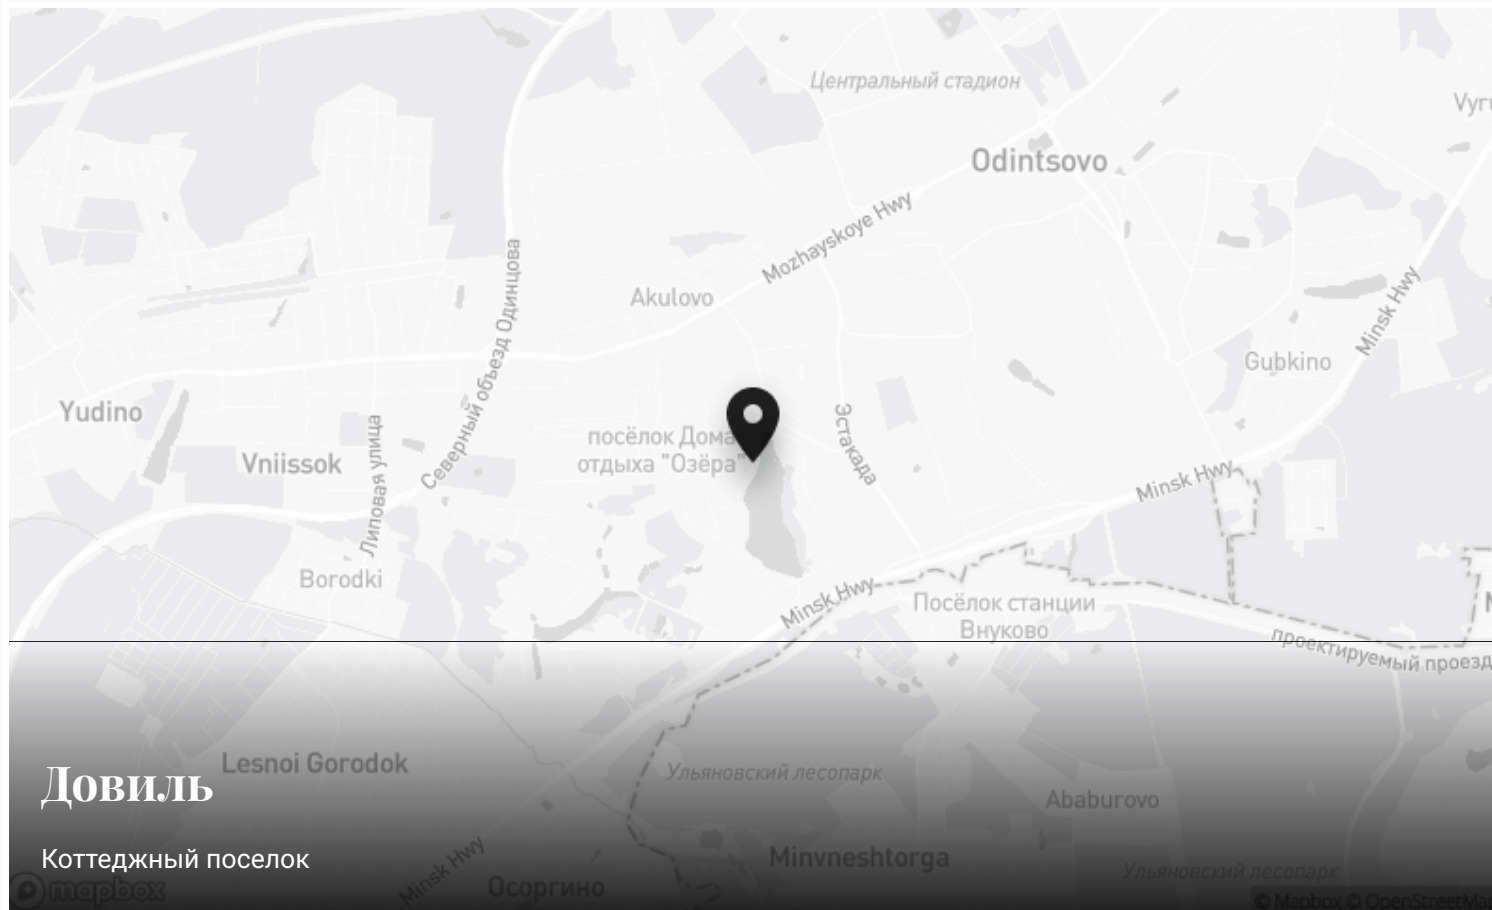 Центральный стадион
Vyru
Odintsovo
Mozhayskoye Hwy
Северный объезд Одинцова
Akulovo
Minsk Hwy
Gubkino
Yudino
Vniissok
Липовая улица
посёлок Дома
отдыха "Озёра"
Эстакада
Minsk Hwy
Borodki
Minsk Hwy
Посёлок станции
Внуково
проектируемый проезд
Lesnoi Gorodok
Довиль
Ульяновский лесопарк
Ababurovo
Коттеджный поселок
Minvneshtorga
Minsk Hwy
Осоргино
Ульяновский лесопарк
mapbox
© Mapbox © OpenStreetMap